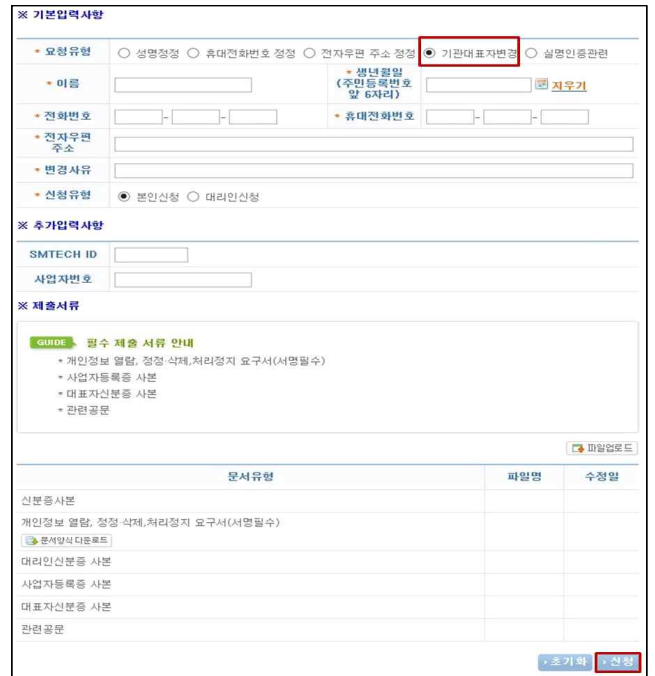 ※ 기본입력사항
* 요청유형 ○ 성명정정 ○ 휴대전화번호 정정 ○ 전자우편 주소 정정 ◉ 기관대표자변경 ○ 실명인증관련
* 이름
* 생년월일
(주민등록번호
앞 6자리)
지우기
* 전화번호 - - * 휴대전화번호 - -
* 전자우편
주소
* 변경사유
* 신청유형 ◉ 본인신청 ○ 대리인신청
※ 추가입력사항
SMTECH ID
사업자번호
※ 제출서류
GUIDE 필수 제출 서류 안내
* 개인정보 열람, 정정·삭제,처리정지 요구서(서명필수)
* 사업자등록증 사본
* 대표자신분증 사본
* 관련공문
파일업로드
문서유형 파일명 수정일
신분증사본
개인정보 열람, 정정·삭제,처리정지 요구서(서명필수)
문서양식 다운로드
대리인신분증 사본
사업자등록증 사본
대표자신분증 사본
관련공문
› 초기화 › 신청